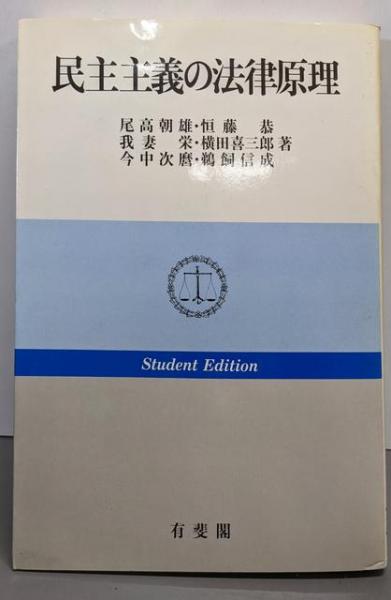 民主主義の法律原理
尾高朝雄・恒藤 恭
我妻 栄・横田喜三郎著
今中次麿・鵜飼信成
Student Edition
有斐閣